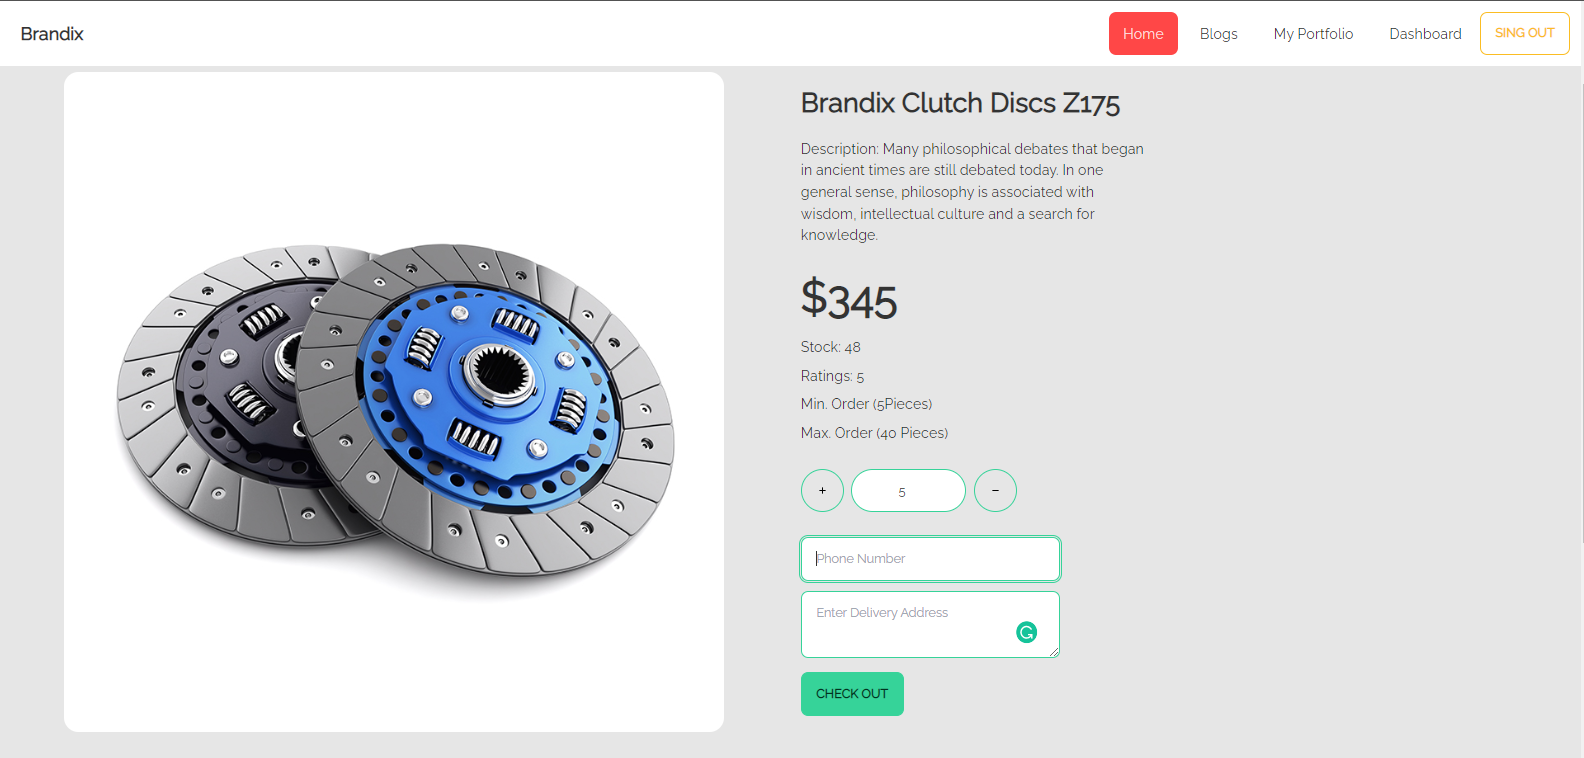 Brandix
Home
Blogs
My Portfolio
Dashboard
SING OUT
Brandix Clutch Discs Z175
Description: Many philosophical debates that began
in ancient times are still debated today. In one
general sense, philosophy is associated with
wisdom, intellectual culture and a search for
knowledge.
$345
Stock: 48
Ratings: 5
Min. Order (5Pieces)
Max. Order (40 Pieces)
+
5
−
Phone Number
Enter Delivery Address
CHECK OUT